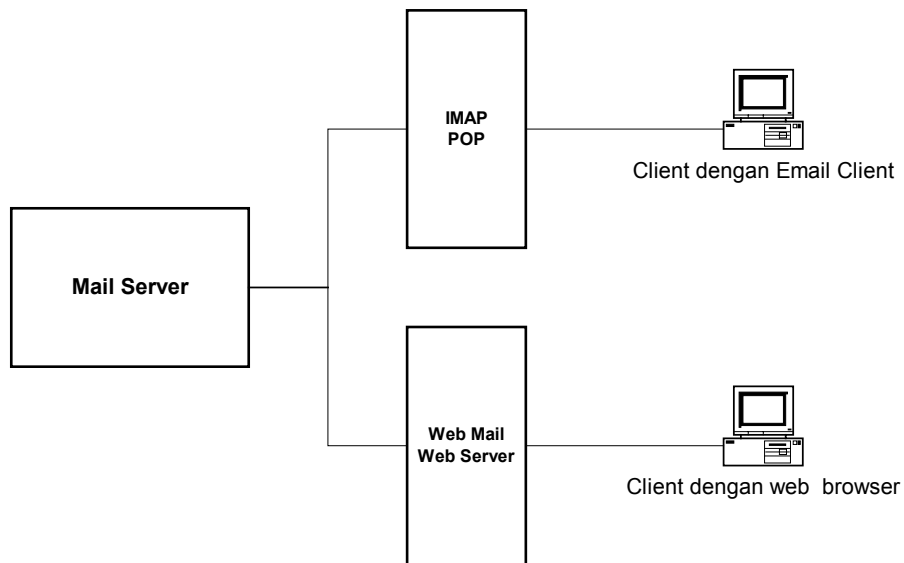 IMAP
POP
Client dengan Email Client
Mail Server
Web Mail
Web Server
Client dengan web browser